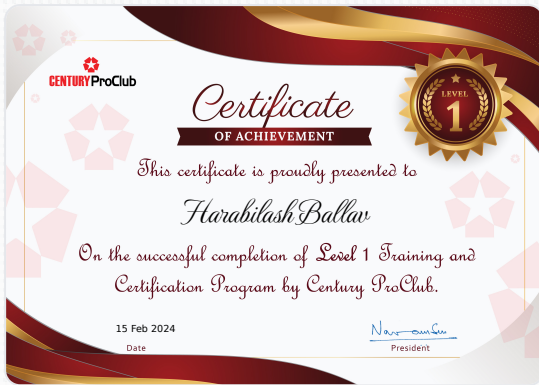 CENTURY ProClub
Certificate
OF ACHIEVEMENT
LEVEL
1
This certificate is proudly presented to
Harabilash Ballav
On the successful completion of Level 1 Training and
Certification Program by Century ProClub.
15 Feb 2024
Date
President